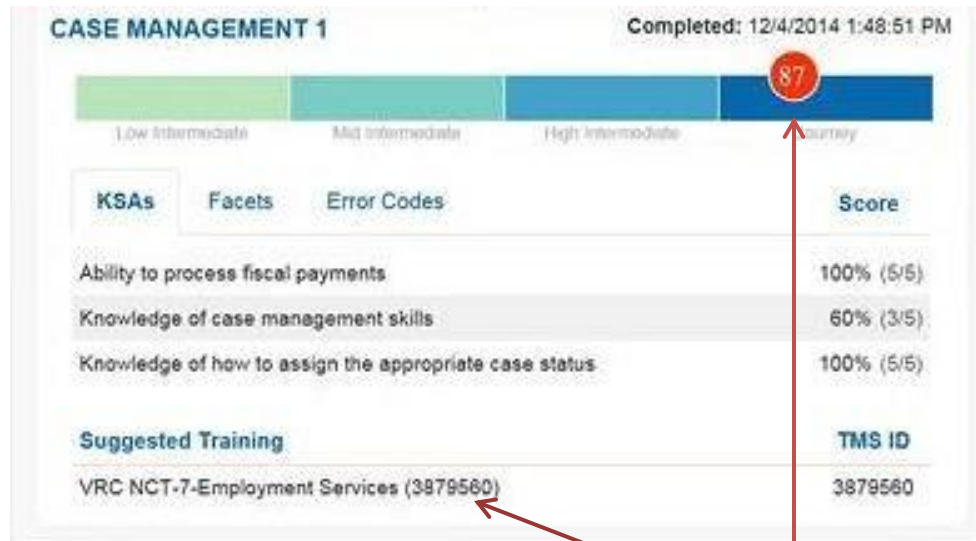 CASE MANAGEMENT 1 Completed: 12/4/2014 1:48:51 PM
87
Low Intermediate Mid Intermediate High Intermediate Journey
KSAs Facets Error Codes Score
Ability to process fiscal payments 100% (5/5)
Knowledge of case management skills 60% (3/5)
Knowledge of how to assign the appropriate case status 100% (5/5)
Suggested Training TMS ID
VRC NCT-7-Employment Services (3879560) 3879560